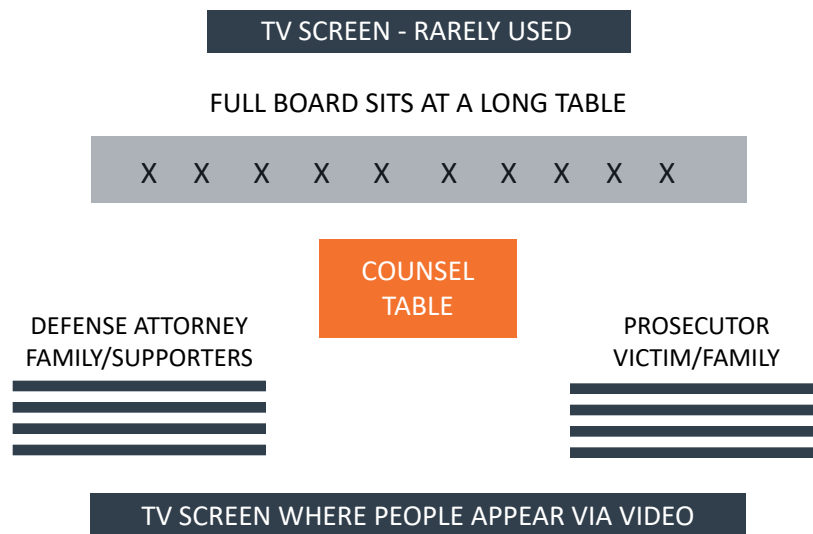 TV SCREEN - RARELY USED
FULL BOARD SITS AT A LONG TABLE
X X X X X X X X X X
COUNSEL
TABLE
DEFENSE ATTORNEY
FAMILY/SUPPORTERS
PROSECUTOR
VICTIM/FAMILY
TV SCREEN WHERE PEOPLE APPEAR VIA VIDEO